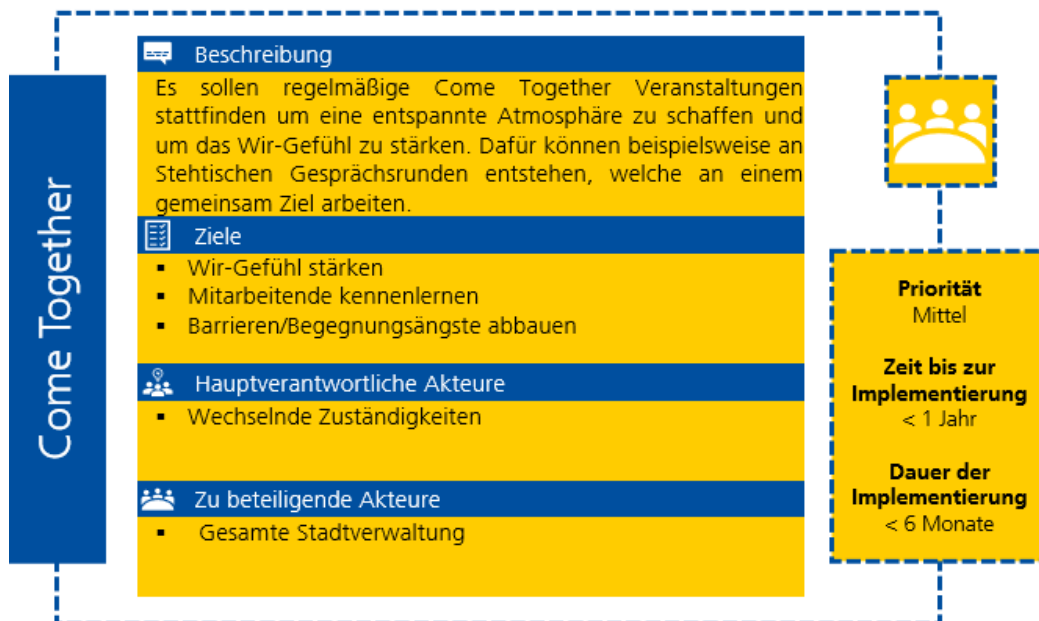 Come Together
Beschreibung
Es sollen regelmäßige Come Together Veranstaltungen
stattfinden um eine entspannte Atmosphäre zu schaffen und
um das Wir-Gefühl zu stärken. Dafür können beispielsweise an
Stehtischen Gesprächsrunden entstehen, welche an einem
gemeinsam Ziel arbeiten.
Ziele
▪ Wir-Gefühl stärken
▪ Mitarbeitende kennenlernen
▪ Barrieren/Begegnungsängste abbauen
Hauptverantwortliche Akteure
▪ Wechselnde Zuständigkeiten
Zu beteiligende Akteure
▪ Gesamte Stadtverwaltung
Priorität
Mittel
Zeit bis zur
Implementierung
< 1 Jahr
Dauer der
Implementierung
< 6 Monate